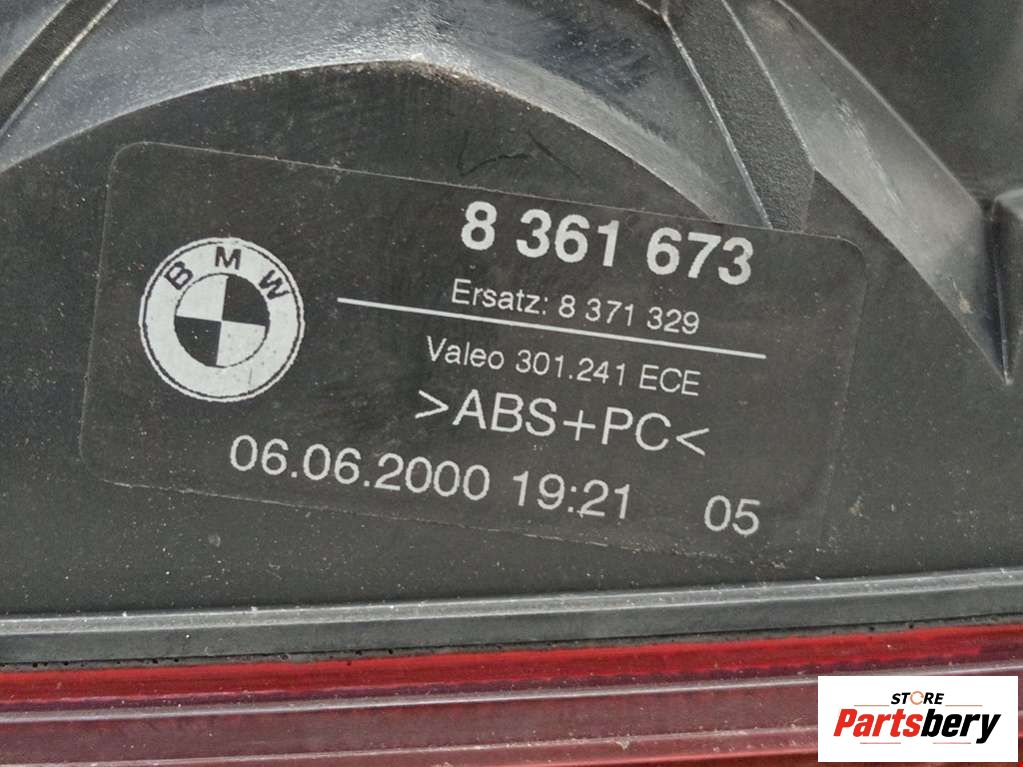 8 361 673
Ersatz: 8 371 329
BMW
Valeo 301.241 ECE
>ABS+PC<
06.06.2000 19:21 05
STORE
Partsbery